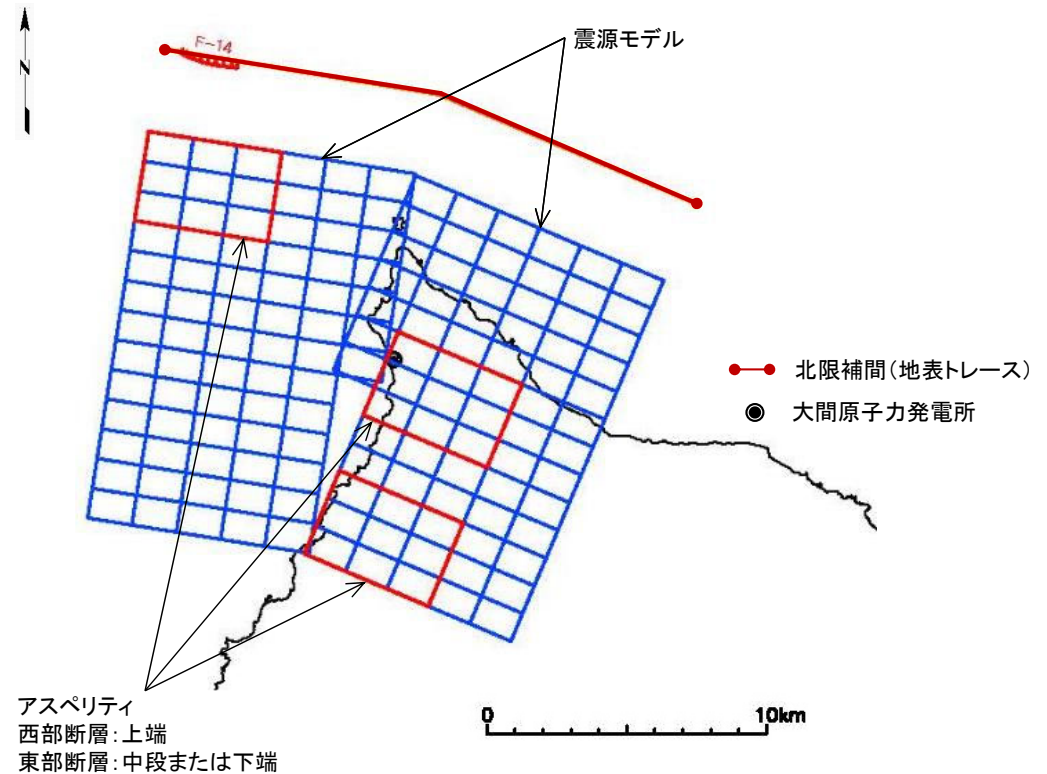 N
F-14
震源モデル
北限補間(地表トレース)
大間原子力発電所
アスペリティ
西部断層:上端
東部断層:中段または下端
0 10km